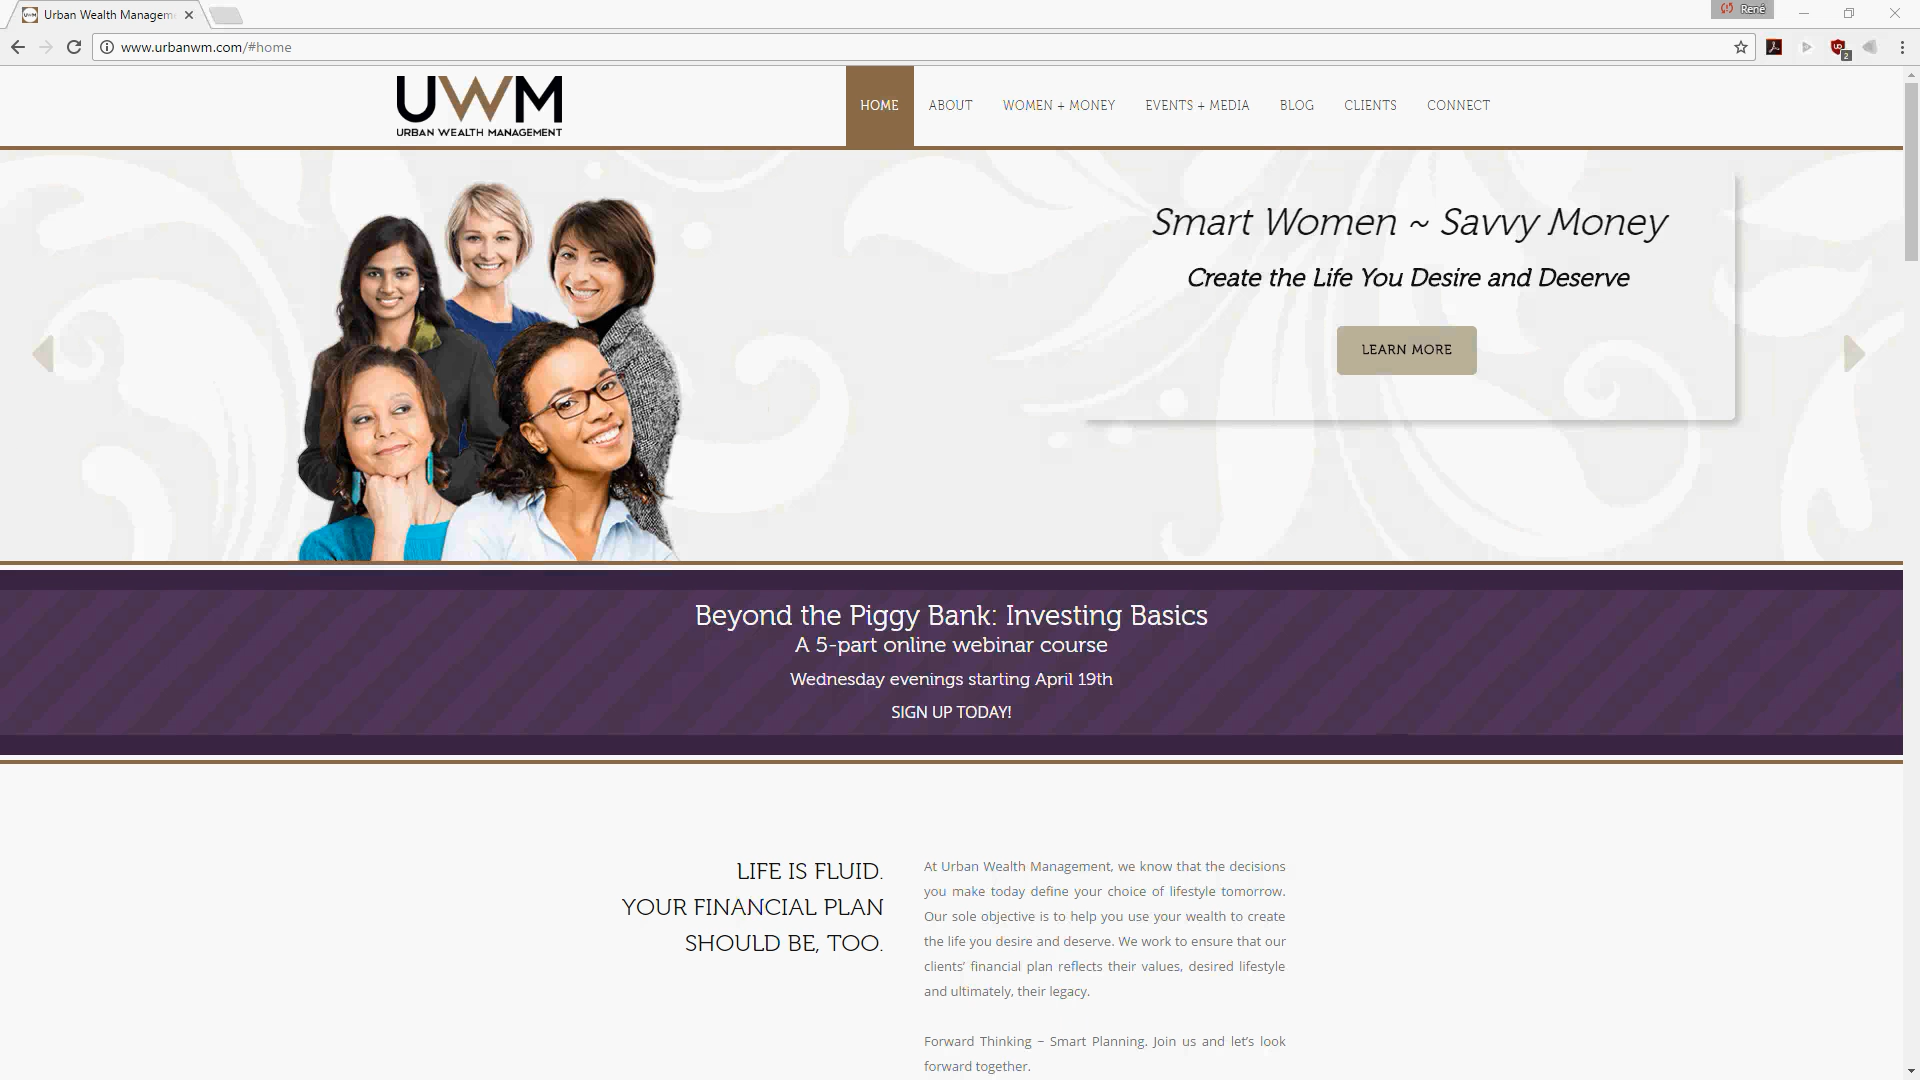 Urban Wealth Managem
René
www.urbanwm.com/#home
2
UWM
URBAN WEALTH MANAGEMENT
HOME
ABOUT
WOMEN + MONEY
EVENTS + MEDIA
BLOG
CLIENTS
CONNECT
Smart Women ~ Savvy Money
Create the Life You Desire and Deserve
LEARN MORE
Beyond the Piggy Bank: Investing Basics
A 5-part online webinar course
Wednesday evenings starting April 19th
SIGN UP TODAY!
LIFE IS FLUID.
YOUR FINANCIAL PLAN
SHOULD BE, TOO.
At Urban Wealth Management, we know that the decisions
you make today define your choice of lifestyle tomorrow.
Our sole objective is to help you use your wealth to create
the life you desire and deserve. We work to ensure that our
clients’ financial plan reflects their values, desired lifestyle
and ultimately, their legacy.
Forward Thinking – Smart Planning. Join us and let’s look
forward together.